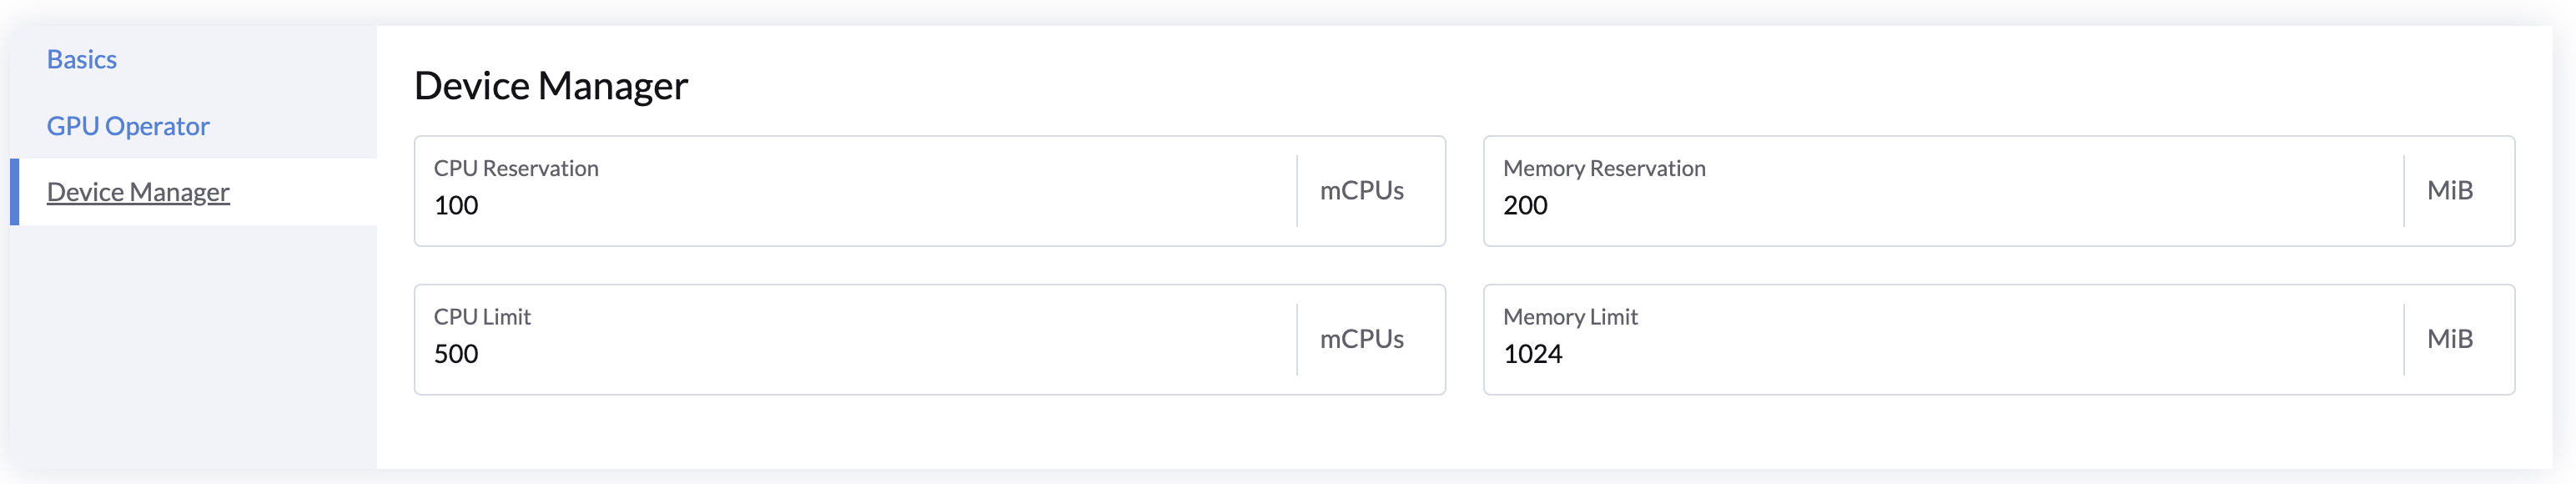 Basics
GPU Operator
Device Manager
Device Manager
CPU Reservation
100
mCPUs
Memory Reservation
200
MiB
CPU Limit
500
mCPUs
Memory Limit
1024
MiB